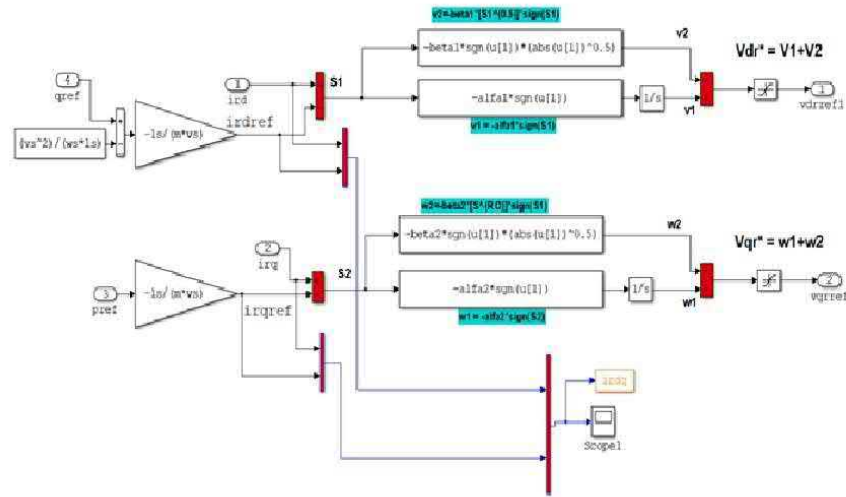 v2=-beta1*[S1^(0.5)]*sign(S1)
-beta1*sgn(u[1])*(abs(u[1])^0.5)
v2
Vdr* = V1+V2
4
qref
1
ird
S1
-alfa1*sgn(u[1])
1/s
v1
1
vdrref1
(vs^2)/(ws*ls)
-ls/(m*vs)
irdref
v1 = -alfa1*sign(S1)
-beta2*sgn(u[1])*(abs(u[1])^0.5)
w2
Vqr* = w1+w2
2
irq
S2
3
pref
-ls/(m*vs)
irqref
-alfa2*sgn(u[1])
1/s
w1
2
vqrref
w1 = -alfa2*sign(S2)
irdq
Scope1